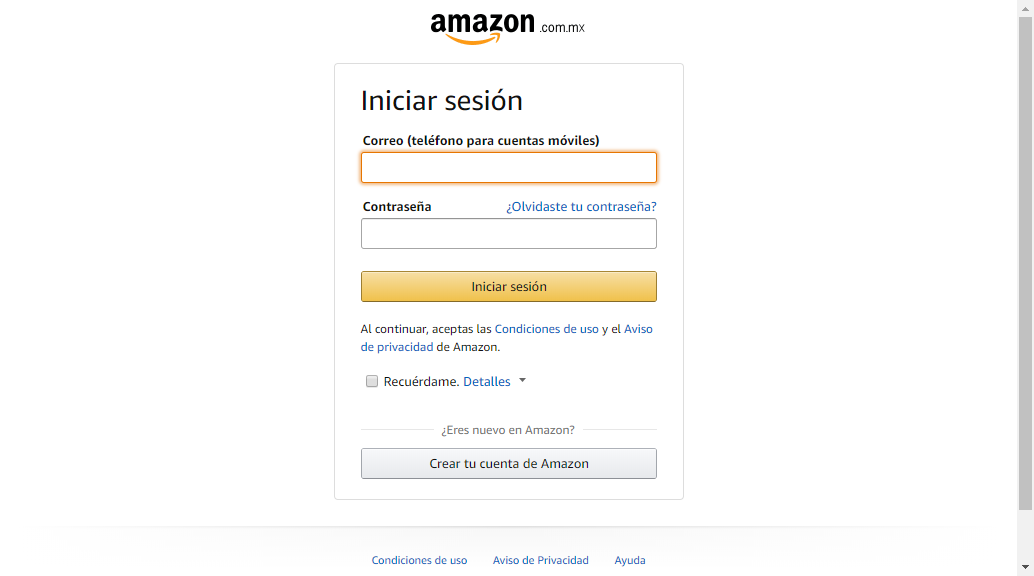 amazon .com.mx
Iniciar sesión
Correo (teléfono para cuentas móviles)
Contraseña ¿Olvidaste tu contraseña?
Iniciar sesión
Al continuar, aceptas las Condiciones de uso y el Aviso
de privacidad de Amazon.
Recuérdame. Detalles
¿Eres nuevo en Amazon?
Crear tu cuenta de Amazon
Condiciones de uso Aviso de Privacidad Ayuda